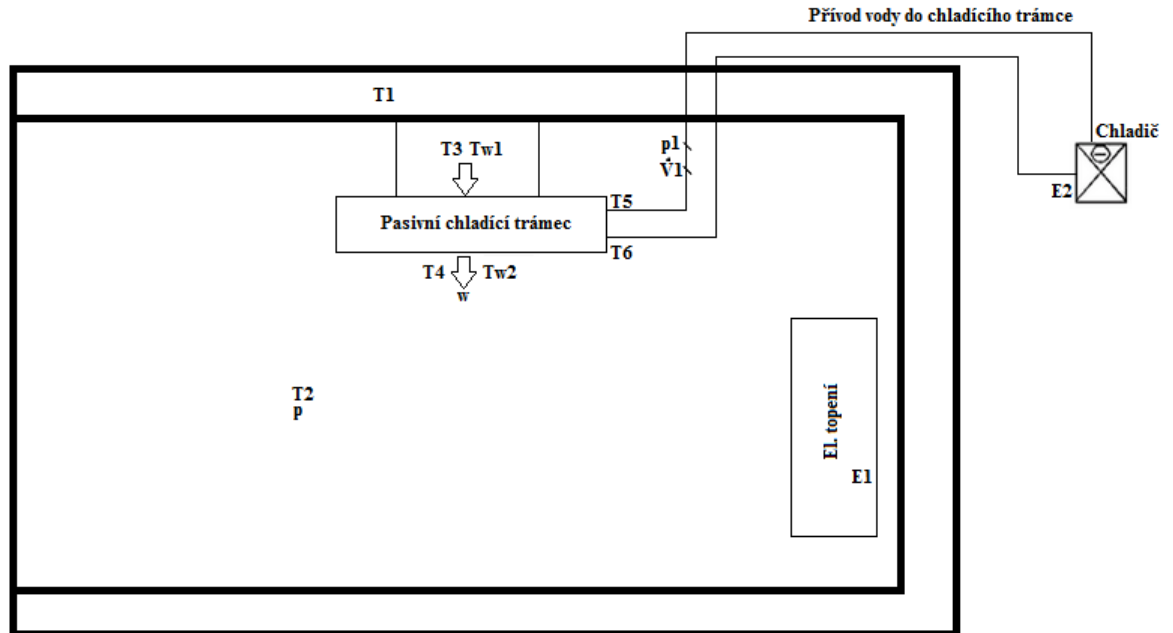 Přívod vody do chladícího trámce
T1
Chladič
p1
T3 Tw1
V̇1
E2
T5
Pasivní chladící trámec
T6
T4 Tw2
w
T2
p
El. topení
E1